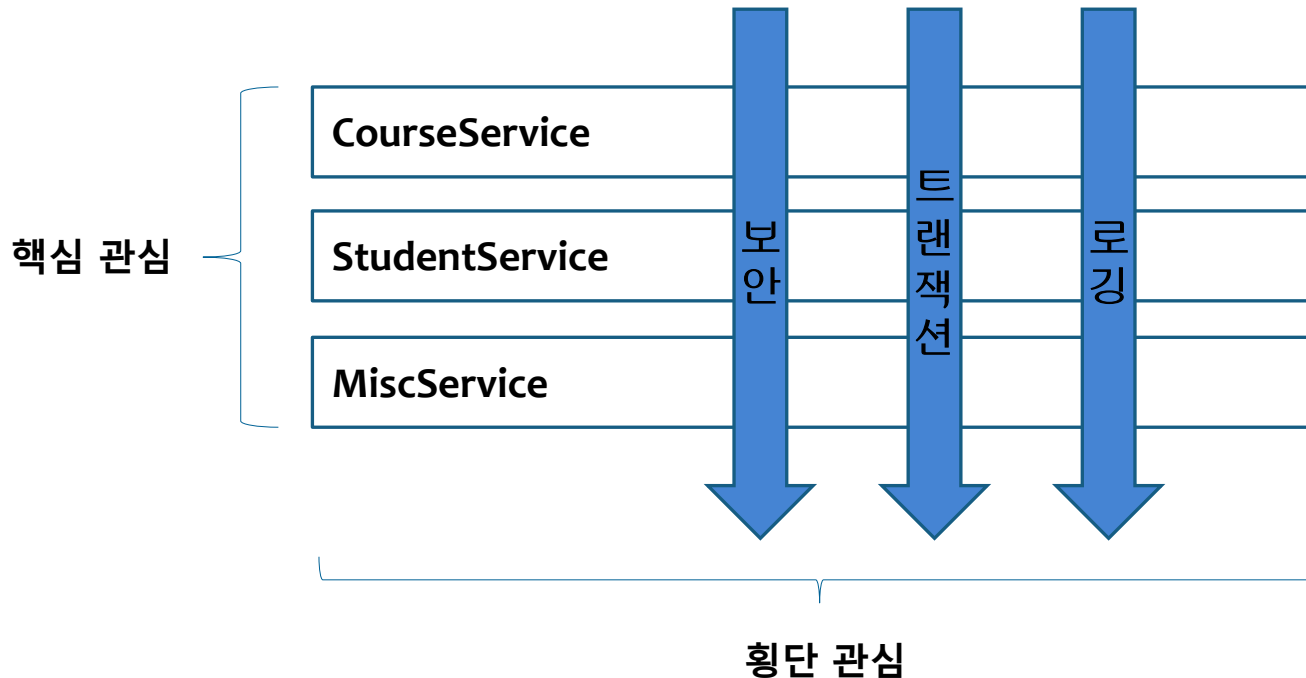 CourseService
핵심 관심
StudentService
MiscService
보안
트랜잭션
로깅
횡단 관심